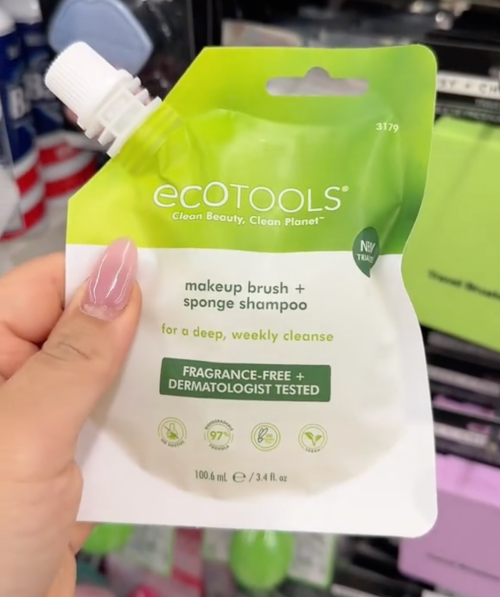 3179
ecoTOOLS®
Clean Beauty, Clean Planet™
makeup brush +
sponge shampoo
for a deep, weekly cleanse
FRAGRANCE-FREE +
DERMATOLOGIST TESTED
97%
VEGAN
100.6 mL ℮ / 3.4 fl. oz